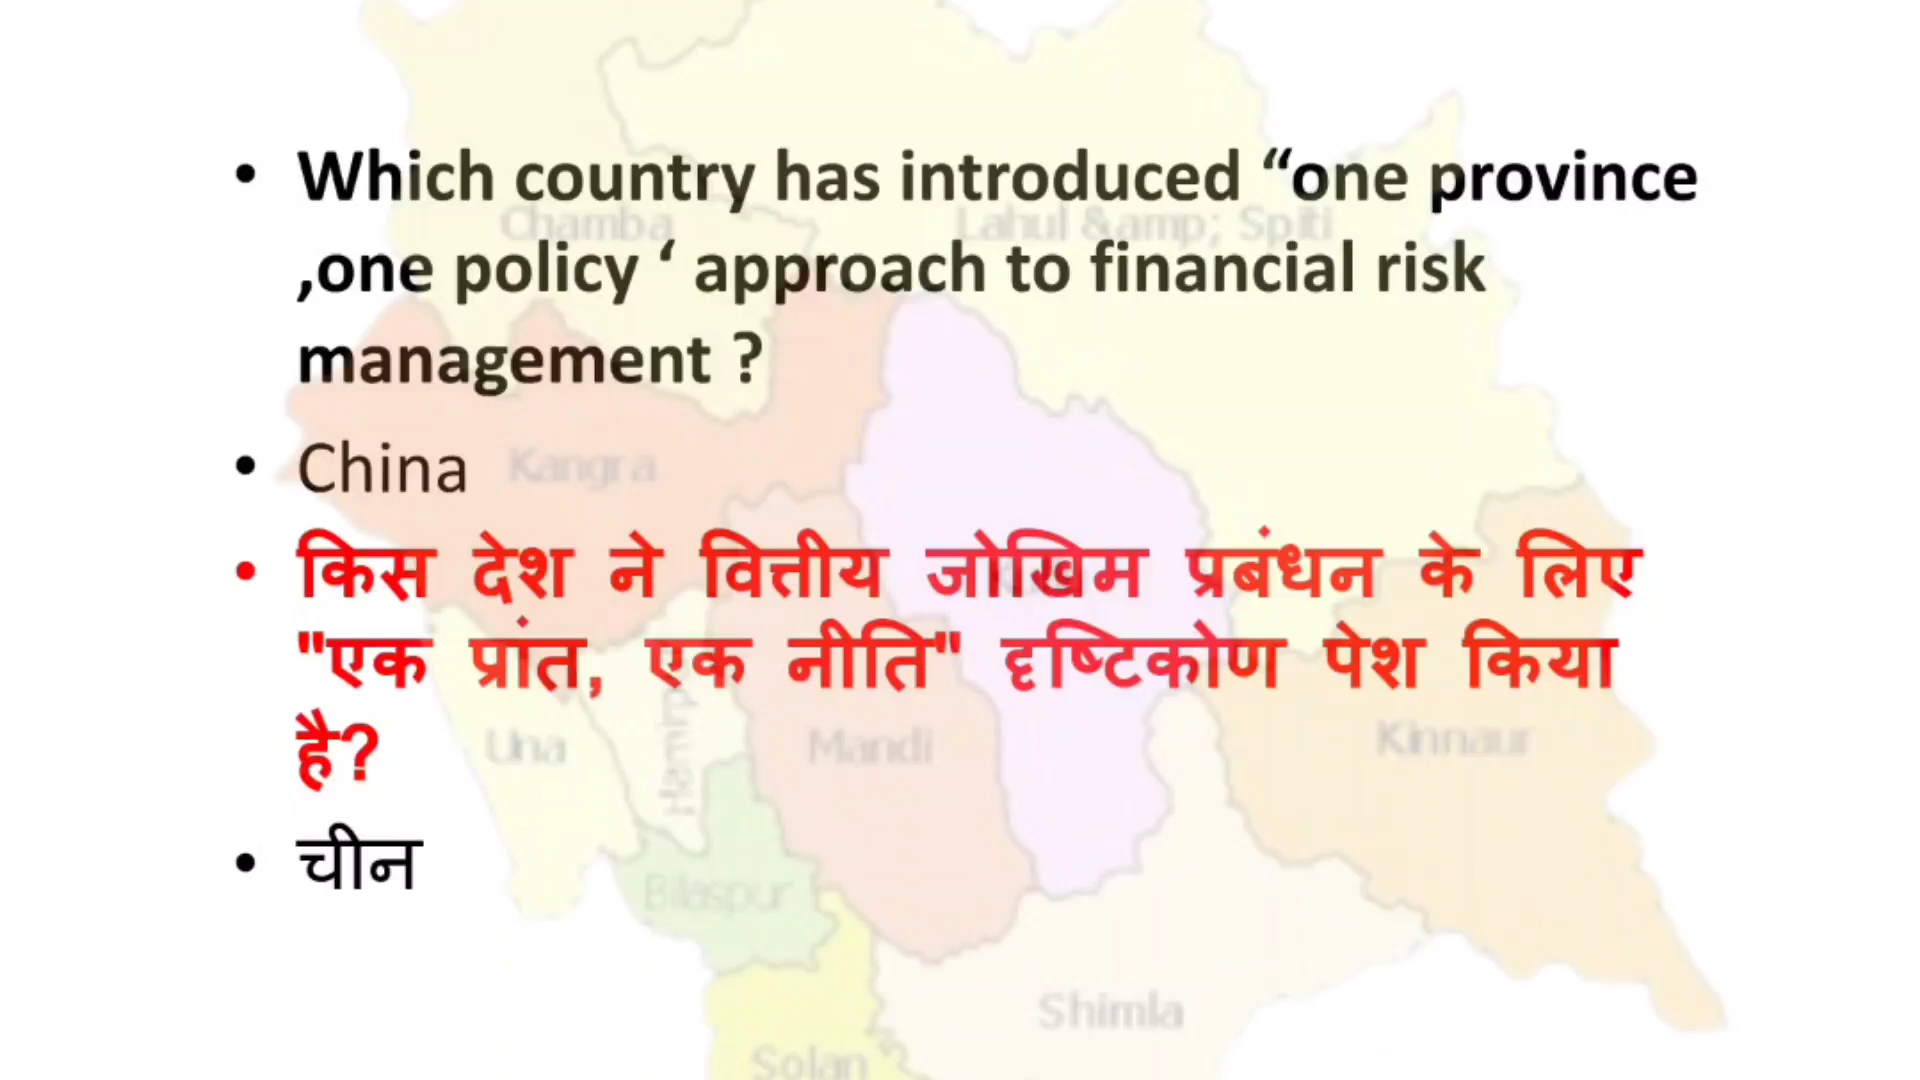 • Which country has introduced “one province
,one policy ‘ approach to financial risk
management ?
• China
• किस देश ने वित्तीय जोखिम प्रबंधन के लिए
"एक प्रांत, एक नीति" दृष्टिकोण पेश किया
है?
• चीन
Chamba
Lahul &amp; Spiti
Kangra
Una
Hamirp
Mandi
Kinnaur
Bilaspur
Shimla
Solan